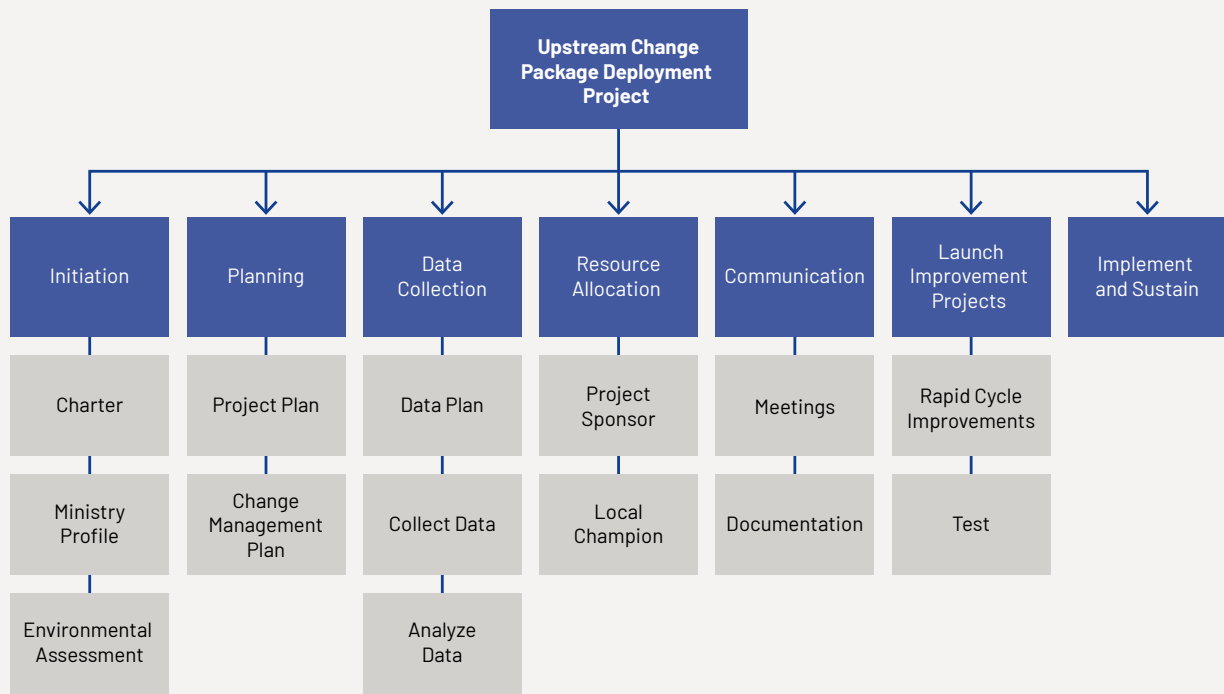 Upstream Change
Package Deployment
Project
Initiation
Planning
Data
Collection
Resource
Allocation
Communication
Launch
Improvement
Projects
Implement
and Sustain
Charter
Project Plan
Data Plan
Project
Sponsor
Meetings
Rapid Cycle
Improvements
Ministry
Profile
Change
Management
Plan
Collect Data
Local
Champion
Documentation
Test
Environmental
Assessment
Analyze
Data